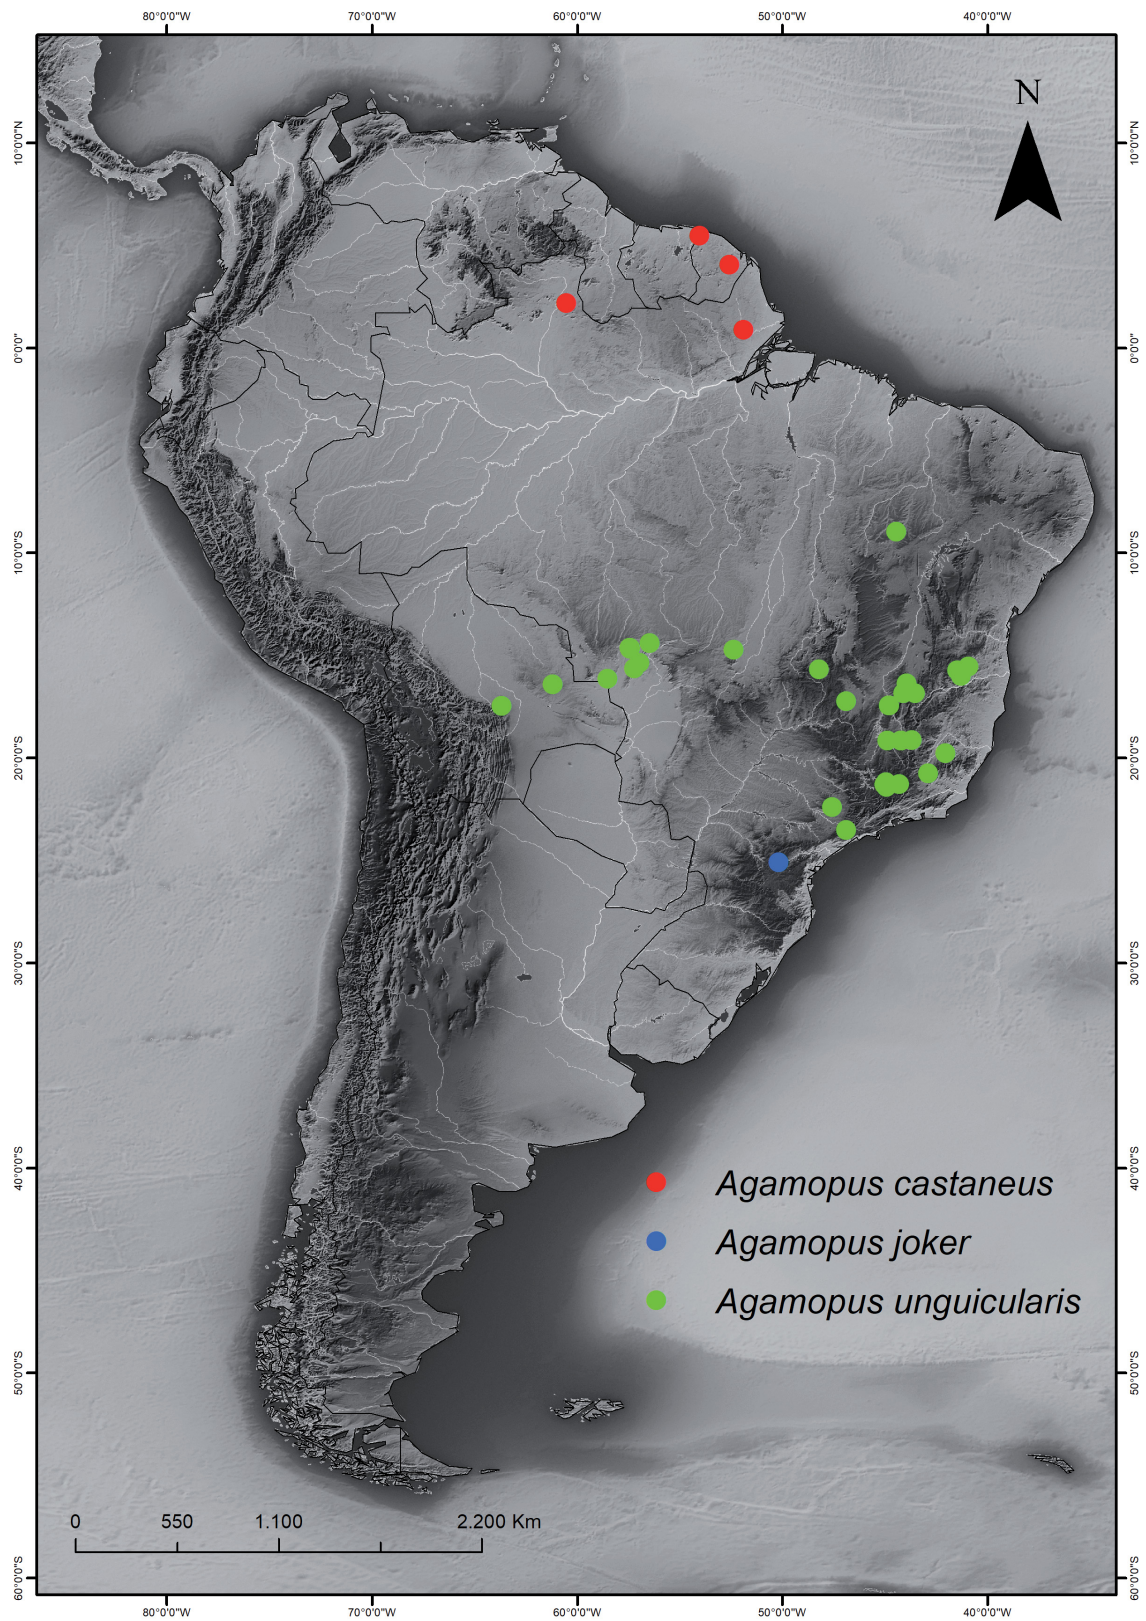 80°0'0"W 70°0'0"W 60°0'0"W 50°0'0"W 40°0'0"W
N
10°0'0"N 10°0'0"N
0°0'0" 0°0'0"
10°0'0"S 10°0'0"S
20°0'0"S 20°0'0"S
30°0'0"S 30°0'0"S
40°0'0"S 40°0'0"S
Agamopus castaneus
Agamopus joker
Agamopus unguicularis
50°0'0"S 50°0'0"S
0 550 1.100 2.200 Km
60°0'0"S 60°0'0"S
80°0'0"W 70°0'0"W 60°0'0"W 50°0'0"W 40°0'0"W